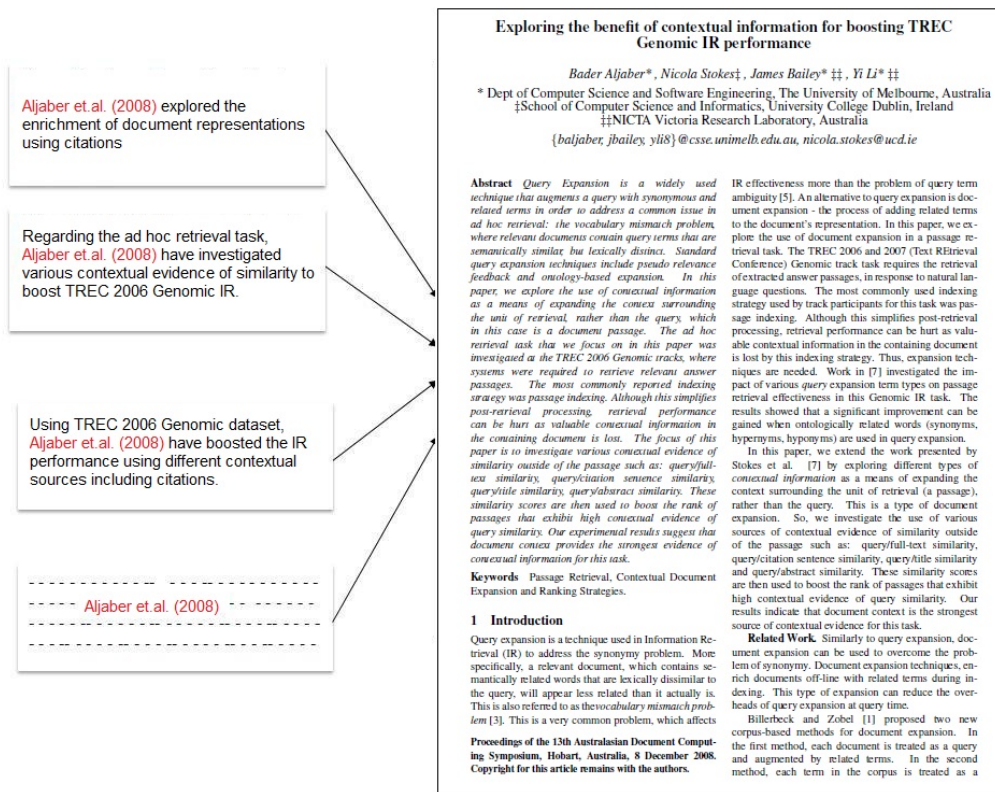 Aljaber et.al. (2008) explored the
enrichment of document representations
using citations
Regarding the ad hoc retrieval task,
Aljaber et.al. (2008) have investigated
various contextual evidence of similarity to
boost TREC 2006 Genomic IR.
Using TREC 2006 Genomic dataset,
Aljaber et.al. (2008) have boosted the IR
performance using different contextual
sources including citations.
Aljaber et.al. (2008)
Exploring the benefit of contextual information for boosting TREC
Genomic IR performance
Bader Aljaber* , Nicola Stokes‡ , James Bailey* ‡‡ , Yi Li* ‡‡
* Dept of Computer Science and Software Engineering, The University of Melbourne, Australia
‡School of Computer Science and Informatics, University College Dublin, Ireland
‡‡NICTA Victoria Research Laboratory, Australia
{baljaber, jbailey, yli8}@csse.unimelb.edu.au, nicola.stokes@ucd.ie
Abstract Query Expansion is a widely used
technique that augments a query with synonymous and
related terms in order to address a common issue in
ad hoc retrieval: the vocabulary mismatch problem,
where relevant documents contain query terms that are
semantically similar, but lexically distinct. Standard
query expansion techniques include pseudo relevance
feedback and ontology-based expansion. In this
paper, we explore the use of contextual information
as a means of expanding the context surrounding
the unit of retrieval, rather than the query, which
in this case is a document passage. The ad hoc
retrieval task that we focus on in this paper was
investigated at the TREC 2006 Genomic tracks, where
systems were required to retrieve relevant answer
passages. The most commonly reported indexing
strategy was passage indexing. Although this simplifies
post-retrieval processing, retrieval performance
can be hurt as valuable contextual information in
the containing document is lost. The focus of this
paper is to investigate various contextual evidence of
similarity outside of the passage such as: query/full-
text similarity, query/citation sentence similarity,
query/title similarity, query/abstract similarity. These
similarity scores are then used to boost the rank of
passages that exhibit high contextual evidence of
query similarity. Our experimental results suggest that
document context provides the strongest evidence of
contextual information for this task.
Keywords Passage Retrieval, Contextual Document
Expansion and Ranking Strategies.
1 Introduction
Query expansion is a technique used in Information Re-
trieval (IR) to address the synonymy problem. More
specifically, a relevant document, which contains se-
mantically related words that are lexically dissimilar to
the query, will appear less related than it actually is.
This is also referred to as the vocabulary mismatch prob-
lem [3]. This is a very common problem, which affects
Proceedings of the 13th Australasian Document Comput-
ing Symposium, Hobart, Australia, 8 December 2008.
Copyright for this article remains with the authors.
IR effectiveness more than the problem of query term
ambiguity [5]. An alternative to query expansion is doc-
ument expansion - the process of adding related terms
to the document's representation. In this paper, we ex-
plore the use of document expansion in a passage re-
trieval task. The TREC 2006 and 2007 (Text REtrieval
Conference) Genomic track task requires the retrieval
of extracted answer passages, in response to natural lan-
guage questions. The most commonly used indexing
strategy used by track participants for this task was pas-
sage indexing. Although this simplifies post-retrieval
processing, retrieval performance can be hurt as valu-
able contextual information in the containing document
is lost by this indexing strategy. Thus, expansion tech-
niques are needed. Work in [7] investigated the im-
pact of various query expansion term types on passage
retrieval effectiveness in this Genomic IR task. The
results showed that a significant improvement can be
gained when ontologically related words (synonyms,
hypernyms, hyponyms) are used in query expansion.
In this paper, we extend the work presented by
Stokes et al. [7] by exploring different types of
contextual information as a means of expanding the
context surrounding the unit of retrieval (a passage),
rather than the query. This is a type of document
expansion. So, we investigate the use of various
sources of contextual evidence of similarity outside
of the passage such as: query/full-text similarity,
query/citation sentence similarity, query/title similarity
and query/abstract similarity. These similarity scores
are then used to boost the rank of passages that exhibit
high contextual evidence of query similarity. Our
results indicate that document context is the strongest
source of contextual evidence for this task.
Related Work. Similarly to query expansion, doc-
ument expansion can be used to overcome the prob-
lem of synonymy. Document expansion techniques, en-
rich documents off-line with related terms during in-
dexing. This type of expansion can reduce the over-
heads of query expansion at query time.
Billerbeck and Zobel [1] proposed two new
corpus-based methods for document expansion. In
the first method, each document is treated as a query
and augmented by related terms. In the second
method, each term in the corpus is treated as a